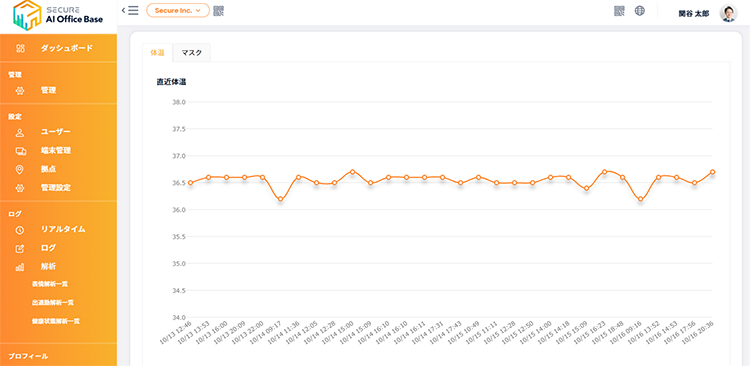 SECURE
AI Office Base
Secure Inc.
関谷 太郎
ダッシュボード
管理
管理
設定
ユーザー
端末管理
拠点
管理設定
ログ
リアルタイム
ログ
解析
表情解析一覧
出退勤解析一覧
健康状態解析一覧
プロフィール
体温
マスク
直近体温
38.0
37.5
37.0
36.5
36.0
35.5
35.0
34.5
34.0
10/13 12:46
10/13 13:53
10/13 16:00
10/13 20:09
10/13 22:00
10/14 09:17
10/14 11:36
10/14 12:05
10/14 12:28
10/14 15:00
10/14 15:09
10/14 16:10
10/14 16:10
10/14 16:11
10/14 17:31
10/14 17:43
10/15 10:49
10/15 11:11
10/15 12:28
10/15 12:50
10/15 14:00
10/15 14:18
10/15 15:09
10/15 16:23
10/15 18:48
10/16 09:16
10/16 13:52
10/16 14:53
10/16 17:56
10/16 20:36